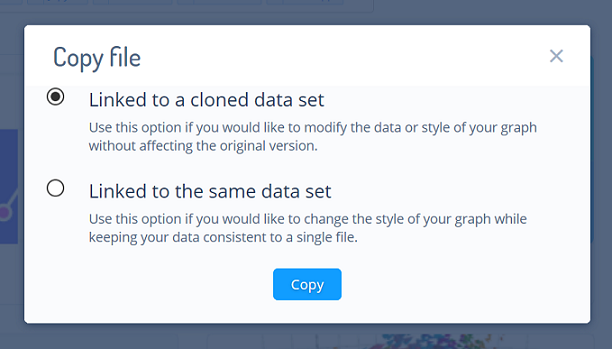 Copy file
Linked to a cloned data set
Use this option if you would like to modify the data or style of your graph
without affecting the original version.
Linked to the same data set
Use this option if you would like to change the style of your graph while
keeping your data consistent to a single file.
Copy